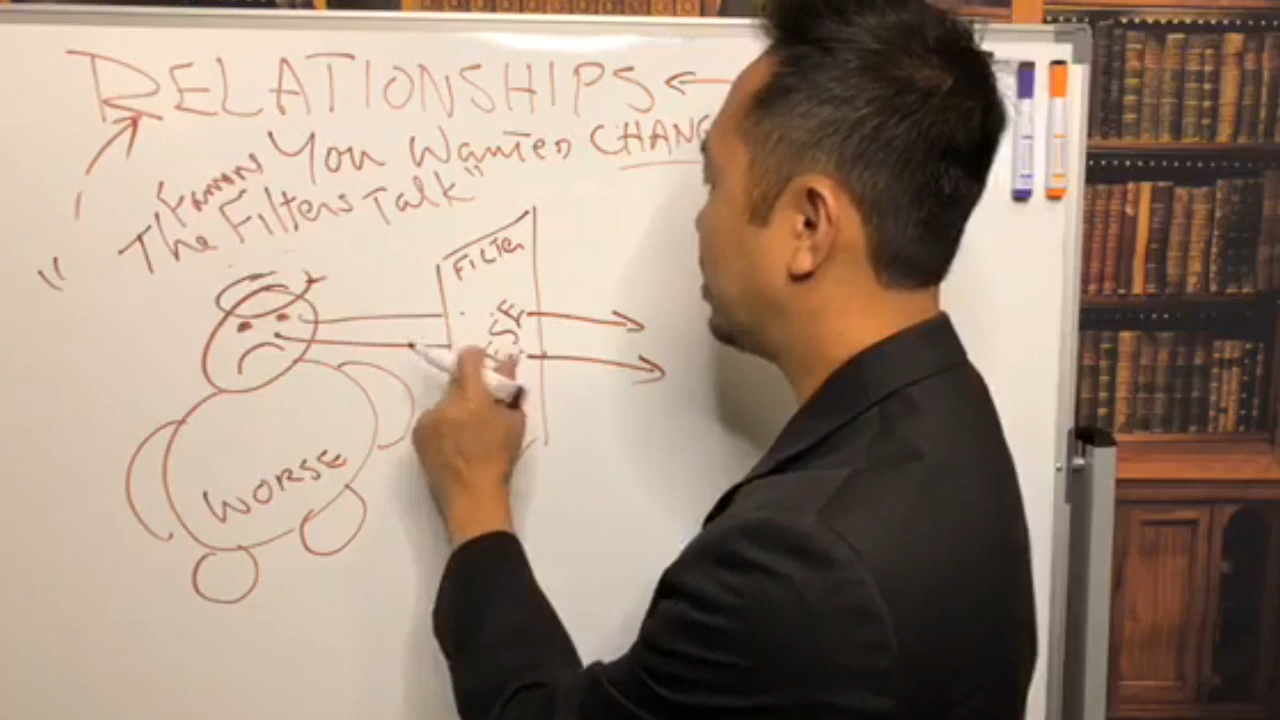 RELATIONSHIPS ←
You Wanted CHANG
"The Filters Talk"
FILTER
WORSE